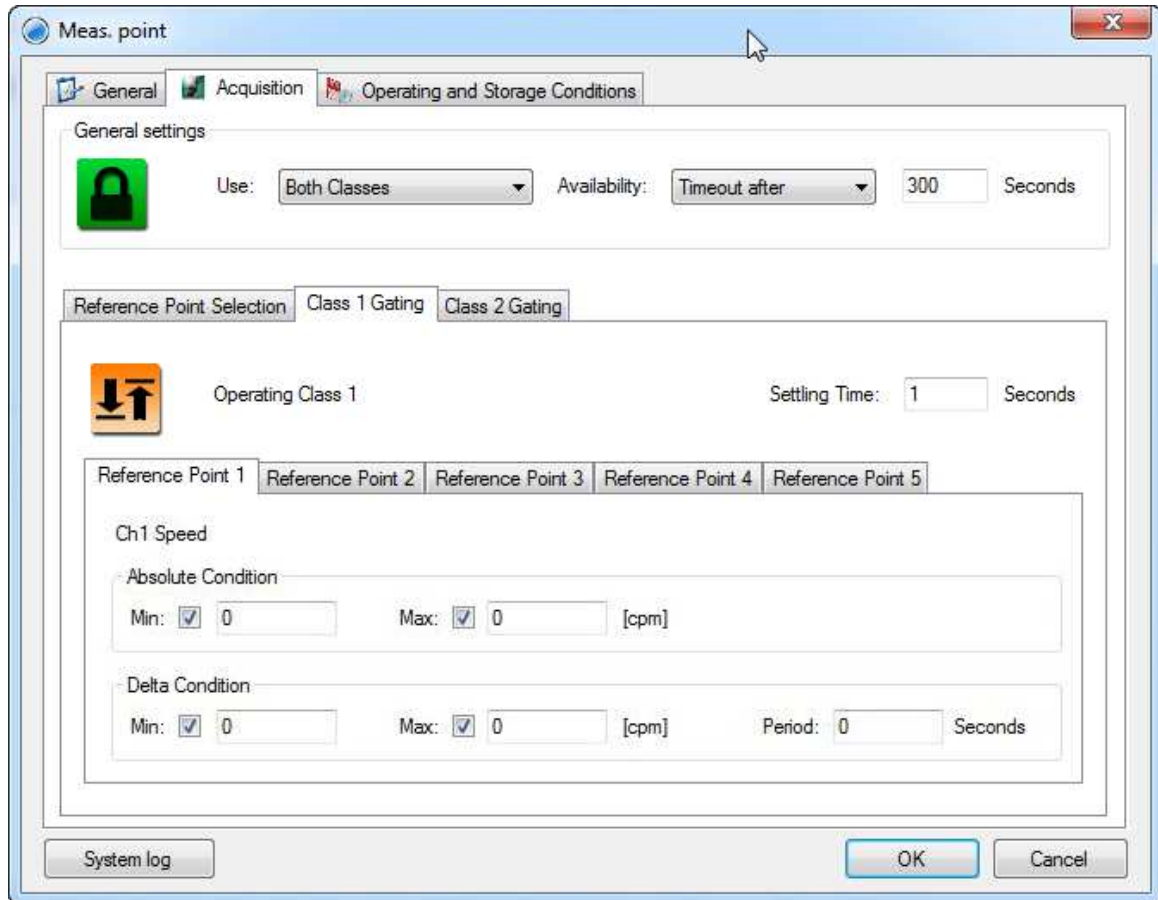 Meas. point
General Acquisition Operating and Storage Conditions
General settings
Use: Both Classes Availability: Timeout after 300 Seconds
Reference Point Selection Class 1 Gating Class 2 Gating
Operating Class 1 Settling Time: 1 Seconds
Reference Point 1 Reference Point 2 Reference Point 3 Reference Point 4 Reference Point 5
Ch1 Speed
Absolute Condition
Min: 0 Max: 0 [cpm]
Delta Condition
Min: 0 Max: 0 [cpm] Period: 0 Seconds
System log OK Cancel